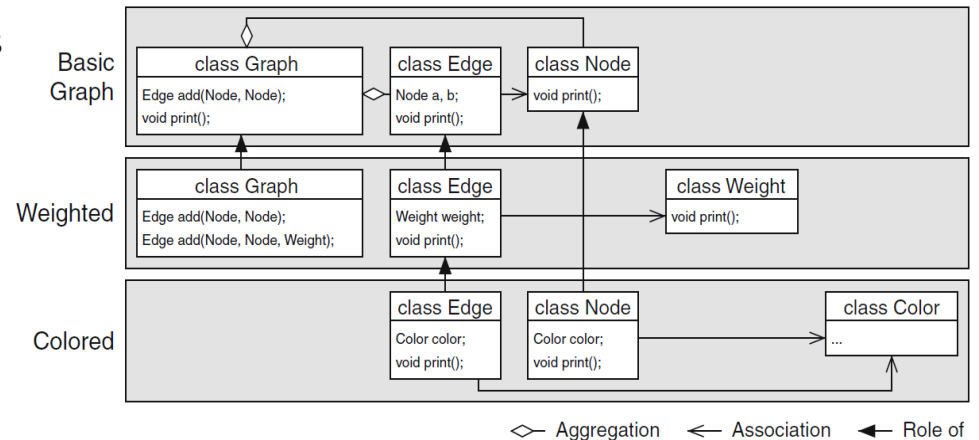 s
Basic
Graph
class Graph
Edge add(Node, Node);
void print();
class Edge
Node a, b;
void print();
class Node
void print();
Weighted
class Graph
Edge add(Node, Node);
Edge add(Node, Node, Weight);
class Edge
Weight weight;
void print();
class Weight
void print();
Colored
class Edge
Color color;
void print();
class Node
Color color;
void print();
class Color
...
Aggregation
Association
Role of